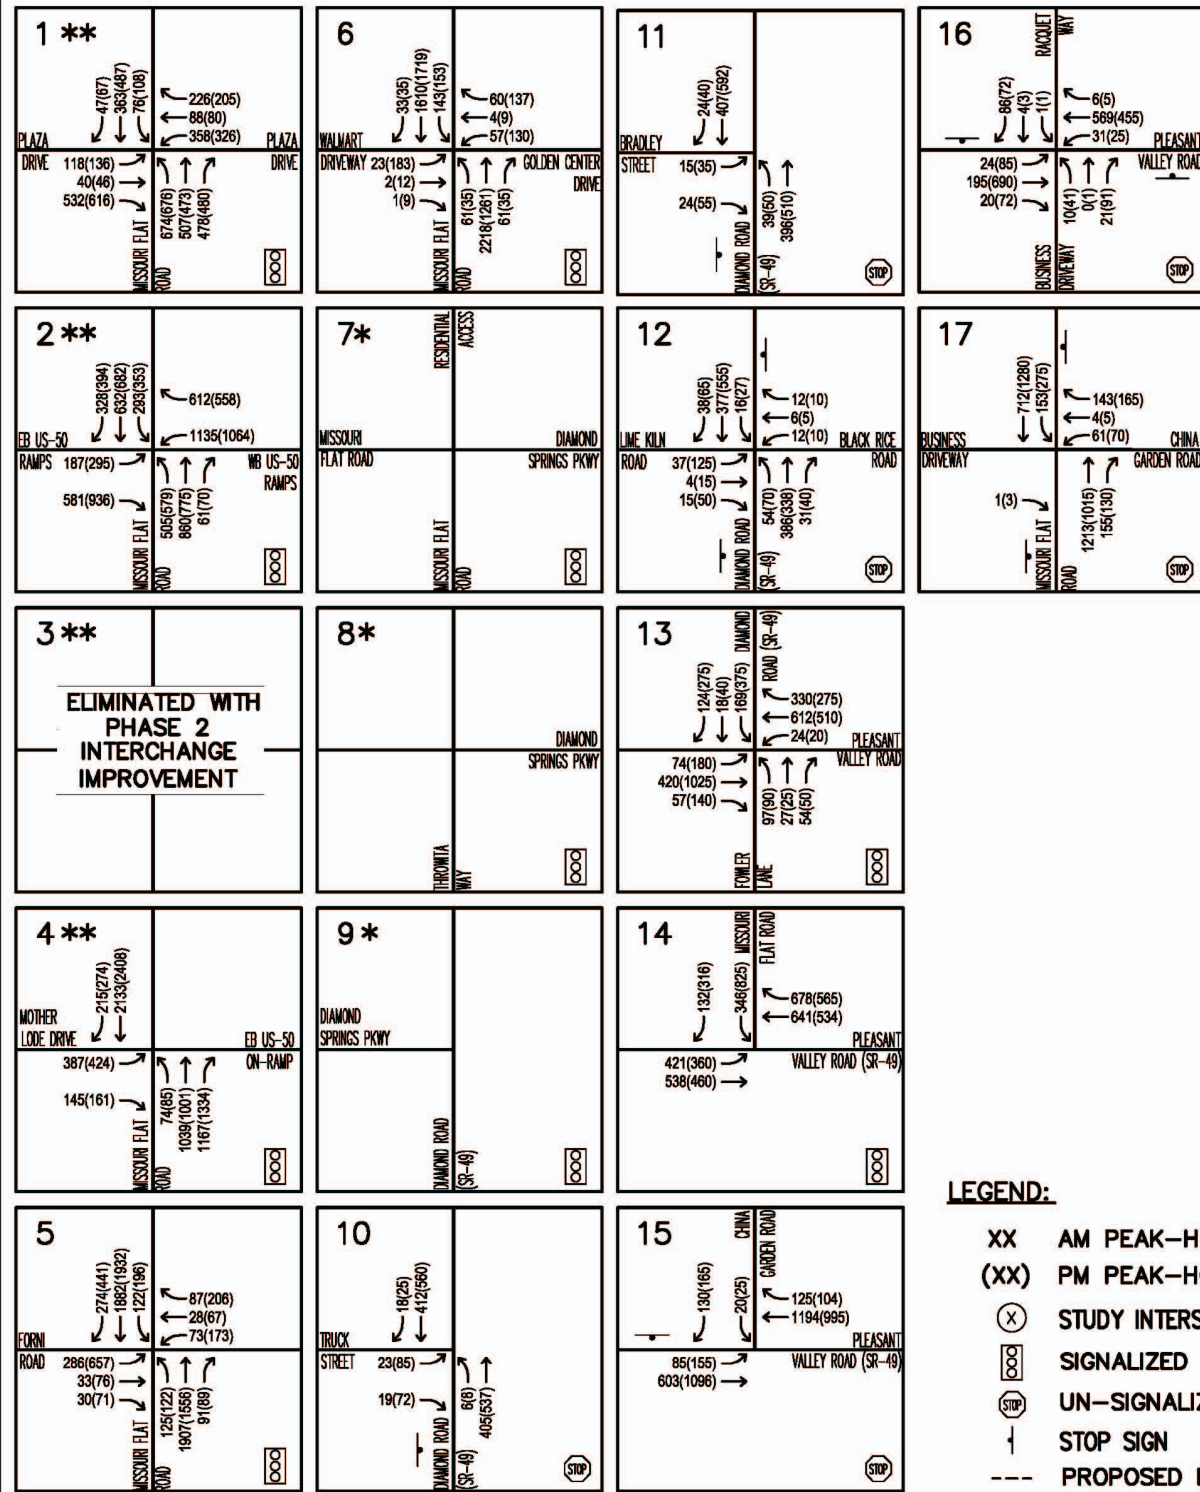 1 **
47(67)
363(487)
76(108)
226(205)
88(80)
358(326)
PLAZA
DRIVE
PLAZA
DRIVE
118(136)
40(46)
532(616)
674(676)
507(473)
478(480)
MISSOURI FLAT
ROAD
6
33(35)
1610(1719)
143(153)
60(137)
4(9)
57(130)
WALMART
DRIVEWAY
23(183)
2(12)
1(9)
GOLDEN CENTER
DRIVE
61(35)
2218(1261)
61(35)
MISSOURI FLAT
ROAD
11
24(40)
407(592)
BRADLEY
STREET
15(35)
24(55)
39(50)
396(510)
DIAMOND ROAD
(SR-49)
STOP
16
RACQUET
WAY
86(72)
4(3)
1(1)
6(5)
569(455)
31(25)
PLEASANT
VALLEY ROAD
24(85)
195(690)
20(72)
10(41)
0(1)
21(91)
BUSINESS
DRIVEWAY
STOP
2 **
328(394)
632(682)
293(353)
612(558)
1135(1064)
EB US-50
RAMPS
187(295)
581(936)
WB US-50
RAMPS
505(579)
860(775)
61(70)
MISSOURI FLAT
ROAD
7*
RESIDENTIAL
ACCESS
MISSOURI
FLAT ROAD
DIAMOND
SPRINGS PKWY
MISSOURI FLAT
ROAD
12
38(65)
377(555)
16(27)
12(10)
6(5)
12(10)
LIME KILN
ROAD
BLACK RICE
ROAD
37(125)
4(15)
15(50)
54(70)
386(338)
31(40)
DIAMOND ROAD
(SR-49)
STOP
17
712(1280)
153(275)
143(165)
4(5)
61(70)
BUSINESS
DRIVEWAY
CHINA
GARDEN ROAD
1(3)
1213(1015)
155(130)
MISSOURI FLAT
ROAD
STOP
3 **
ELIMINATED WITH
PHASE 2
INTERCHANGE
IMPROVEMENT
8*
DIAMOND
SPRINGS PKWY
THROWITA
WAY
13
DIAMOND
ROAD (SR-49)
124(275)
18(40)
169(375)
330(275)
612(510)
24(20)
PLEASANT
VALLEY ROAD
74(180)
420(1025)
57(140)
97(90)
27(25)
54(50)
FOWLER
LANE
4 **
215(274)
2133(2408)
MOTHER
LODE DRIVE
EB US-50
ON-RAMP
387(424)
145(161)
74(85)
1039(1001)
1167(1334)
MISSOURI FLAT
ROAD
9*
DIAMOND
SPRINGS PKWY
DIAMOND ROAD
(SR-49)
14
MISSOURI
FLAT ROAD
132(316)
346(825)
678(565)
641(534)
PLEASANT
VALLEY ROAD (SR-49)
421(360)
538(460)
5
274(441)
1882(1932)
122(196)
87(206)
28(67)
73(173)
FORNI
ROAD
286(657)
33(76)
30(71)
125(122)
1907(1556)
91(89)
MISSOURI FLAT
ROAD
10
18(25)
412(560)
TRUCK
STREET
23(85)
19(72)
6(8)
405(537)
DIAMOND ROAD
(SR-49)
STOP
15
CHINA
GARDEN ROAD
130(165)
20(25)
125(104)
1194(995)
PLEASANT
VALLEY ROAD (SR-49)
85(155)
603(1096)
STOP
LEGEND:
XX AM PEAK-H
(XX) PM PEAK-H
X STUDY INTERS
SIGNALIZED
STOP UN-SIGNALIZ
STOP SIGN
PROPOSED